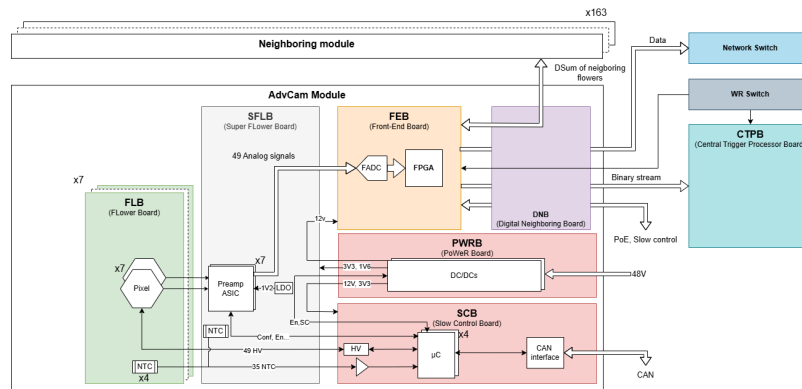 x163
Neighboring module
Data
Network Switch
DSum of neigboring
flowers
AdvCam Module
WR Switch
SFLB
(Super FLower Board)
FEB
(Front-End Board)
CTPB
(Central Trigger Processor Board)
49 Analog signals
FADC
FPGA
x7
Binary stream
FLB
(FLower Board)
12v
DNB
(Digital Neighboring Board)
PoE, Slow control
PWRB
(PoWeR Board)
x7
x7
3V3, 1V6
DC/DCs
48V
Pixel
Preamp
ASIC
1V2
LDO
12V, 3V3
SCB
(Slow Control Board)
En,SC
NTC
Conf, En...
x4
49 HV
HV
µC
CAN
interface
NTC
35 NTC
x4
CAN